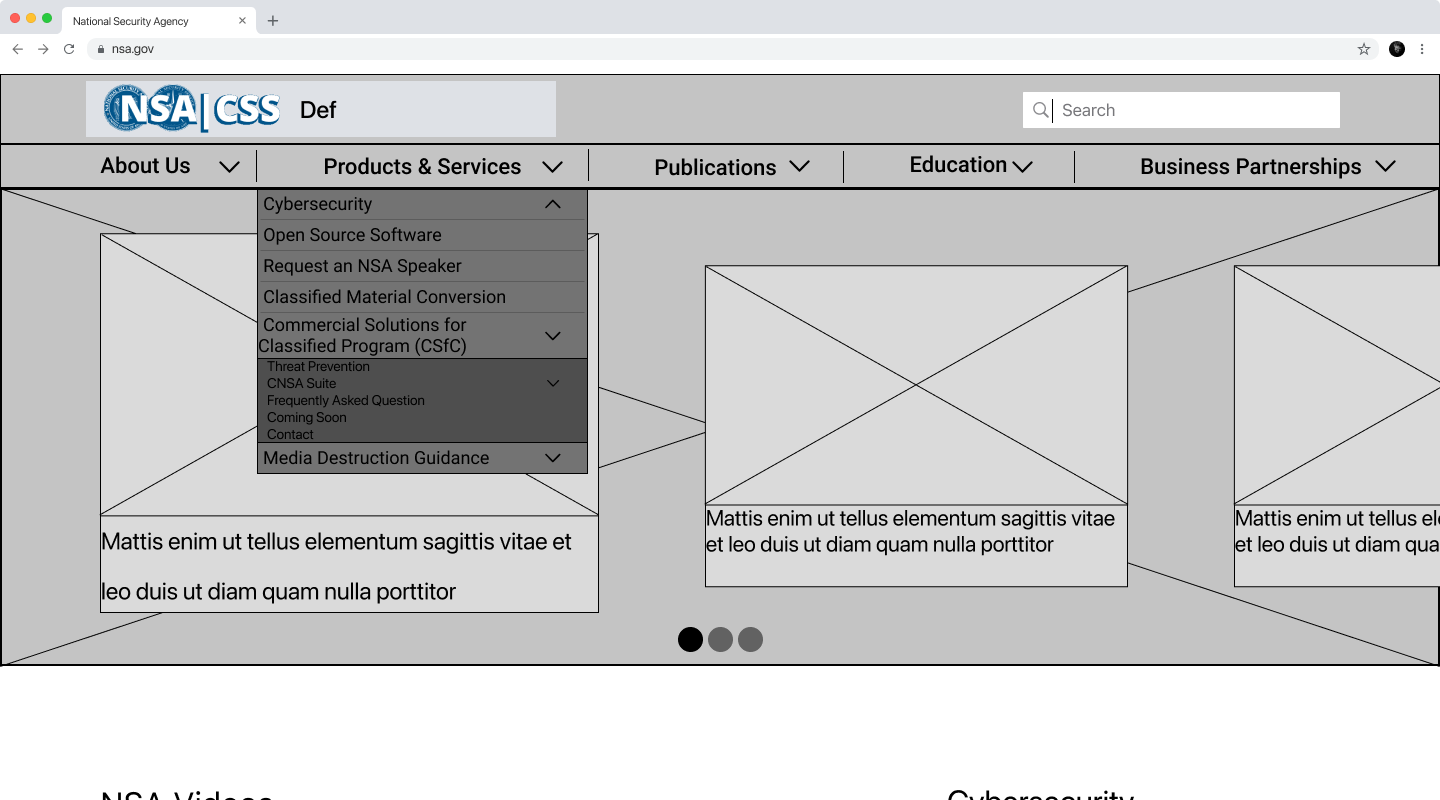 National Security Agency
nsa.gov
NSA|CSS Def
Search
About Us
Products & Services
Publications
Education
Business Partnerships
Cybersecurity
Open Source Software
Request an NSA Speaker
Classified Material Conversion
Commercial Solutions for
Classified Program (CSfC)
Threat Prevention
CNSA Suite
Frequently Asked Question
Coming Soon
Contact
Media Destruction Guidance
Mattis enim ut tellus elementum sagittis vitae et
leo duis ut diam quam nulla porttitor
Mattis enim ut tellus elementum sagittis vitae
et leo duis ut diam quam nulla porttitor
Mattis enim ut tellus
et leo duis ut diam
NSA Videos
Cybersecurity